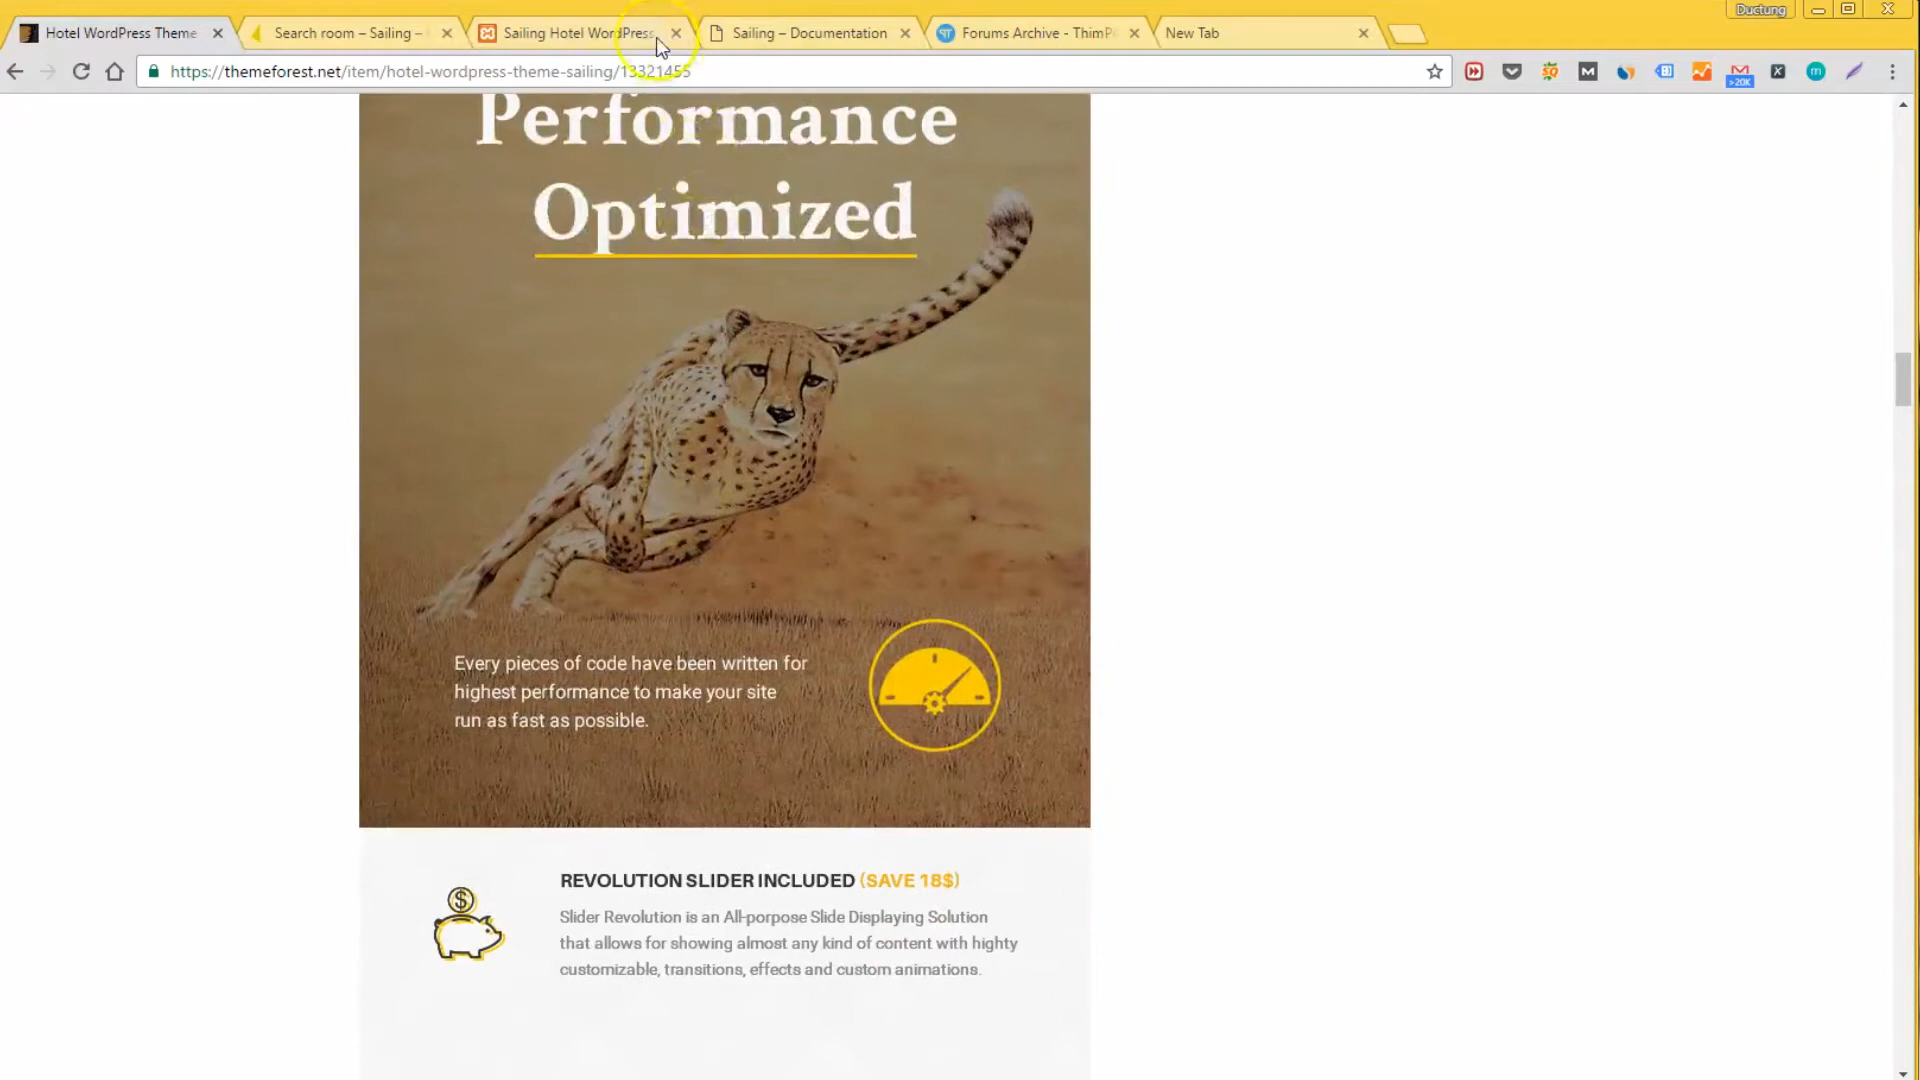 Ductung
Hotel WordPress Theme
Search room – Sailing –
Sailing Hotel WordPress
Sailing – Documentation
Forums Archive - ThimP
New Tab
https://themeforest.net/item/hotel-wordpress-theme-sailing/13321455
>20K
Performance
Optimized
Every pieces of code have been written for
highest performance to make your site
run as fast as possible.
REVOLUTION SLIDER INCLUDED (SAVE 18$)
Slider Revolution is an All-porpose Slide Displaying Solution
that allows for showing almost any kind of content with highty
customizable, transitions, effects and custom animations.